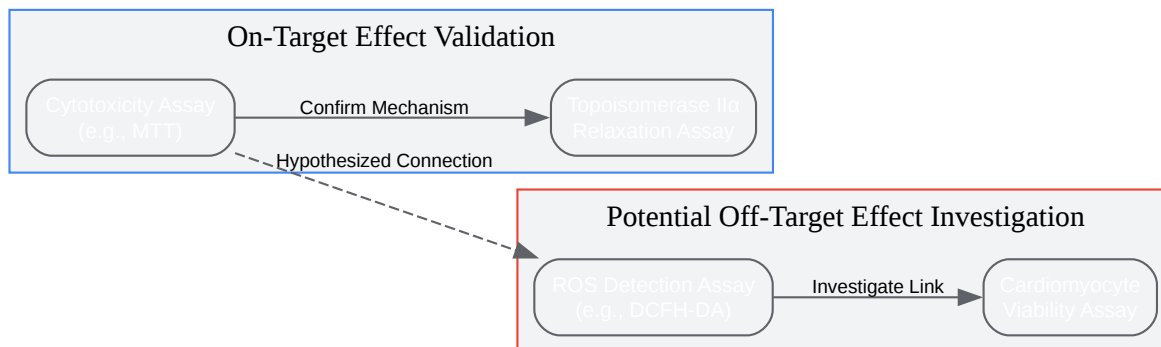 On-Target Effect Validation
Cytotoxicity Assay
(e.g., MTT)
Confirm Mechanism
Topoisomerase IIα
Relaxation Assay
Hypothesized Connection
Potential Off-Target Effect Investigation
ROS Detection Assay
(e.g., DCFH-DA)
Investigate Link
Cardiomyocyte
Viability Assay